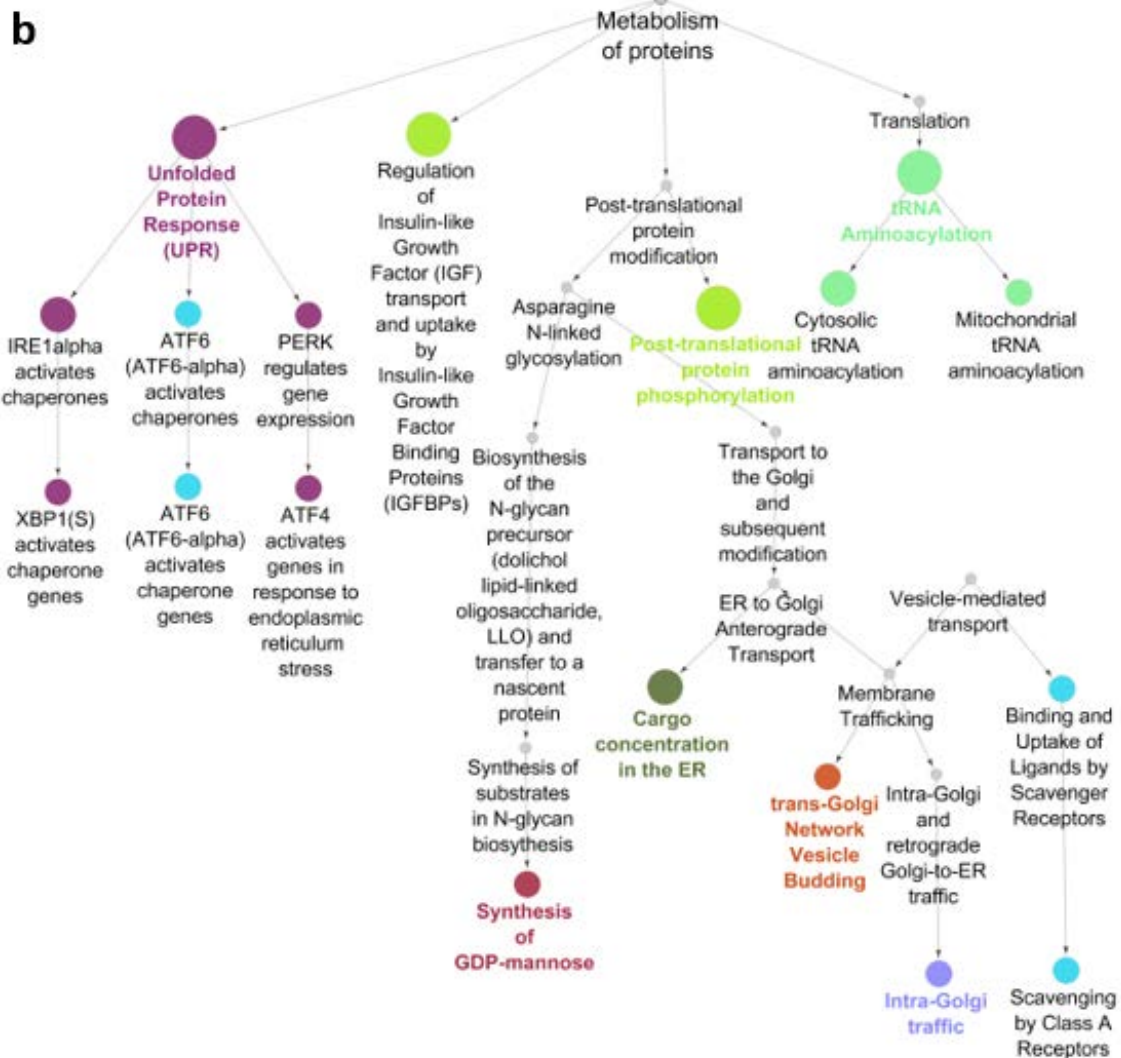 b
Metabolism
of proteins
Translation
Unfolded
Protein
Response
(UPR)
Regulation
of
Insulin-like
Growth
Factor (IGF)
transport
and uptake
by
Insulin-like
Growth
Factor
Binding
Proteins
(IGFBPs)
Post-translational
protein
modification
tRNA
Aminoacylation
IRE1alpha
activates
chaperones
ATF6
(ATF6-alpha)
activates
chaperones
PERK
regulates
gene
expression
Asparagine
N-linked
glycosylation
Post-translational
protein
phosphorylation
Cytosolic
tRNA
aminoacylation
Mitochondrial
tRNA
aminoacylation
XBP1(S)
activates
chaperone
genes
ATF6
(ATF6-alpha)
activates
chaperone
genes
ATF4
activates
genes in
response to
endoplasmic
reticulum
stress
Biosynthesis
of the
N-glycan
precursor
(dolichol
lipid-linked
oligosaccharide,
LLO) and
transfer to a
nascent
protein
Transport to
the Golgi
and
subsequent
modification
ER to Golgi
Anterograde
Transport
Vesicle-mediated
transport
Cargo
concentration
in the ER
Membrane
Trafficking
Binding and
Uptake of
Ligands by
Scavenger
Receptors
Synthesis of
substrates
in N-glycan
biosythesis
trans-Golgi
Network
Vesicle
Budding
Intra-Golgi
and
retrograde
Golgi-to-ER
traffic
Synthesis
of
GDP-mannose
Intra-Golgi
traffic
Scavenging
by Class A
Receptors